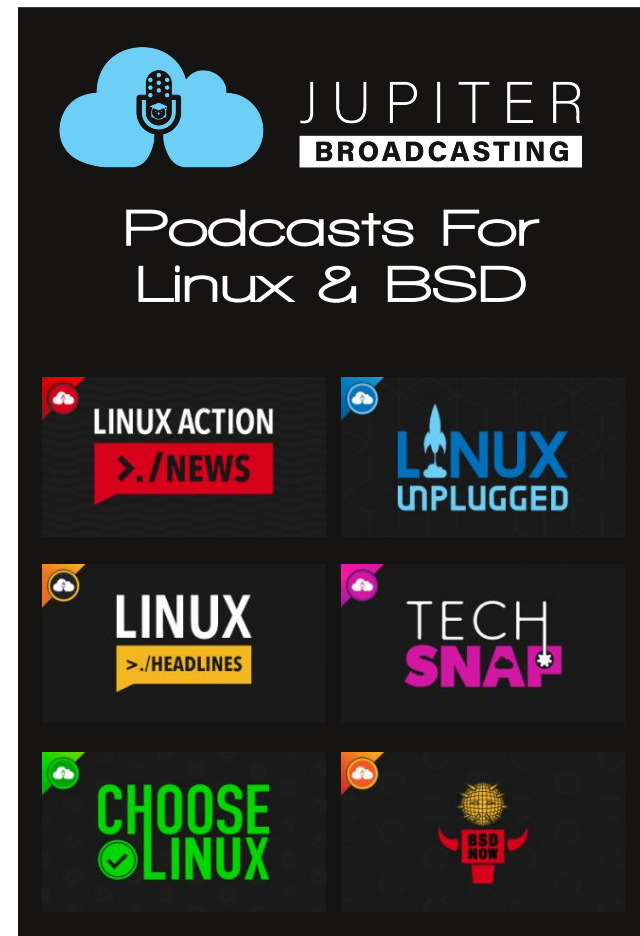 JUPITER
BROADCASTING
Podcasts For
Linux & BSD
LINUX ACTION
>./NEWS
LINUX
UNPLUGGED
LINUX
>./HEADLINES
TECH
SNAP
CHOOSE
LINUX
BSD
NOW